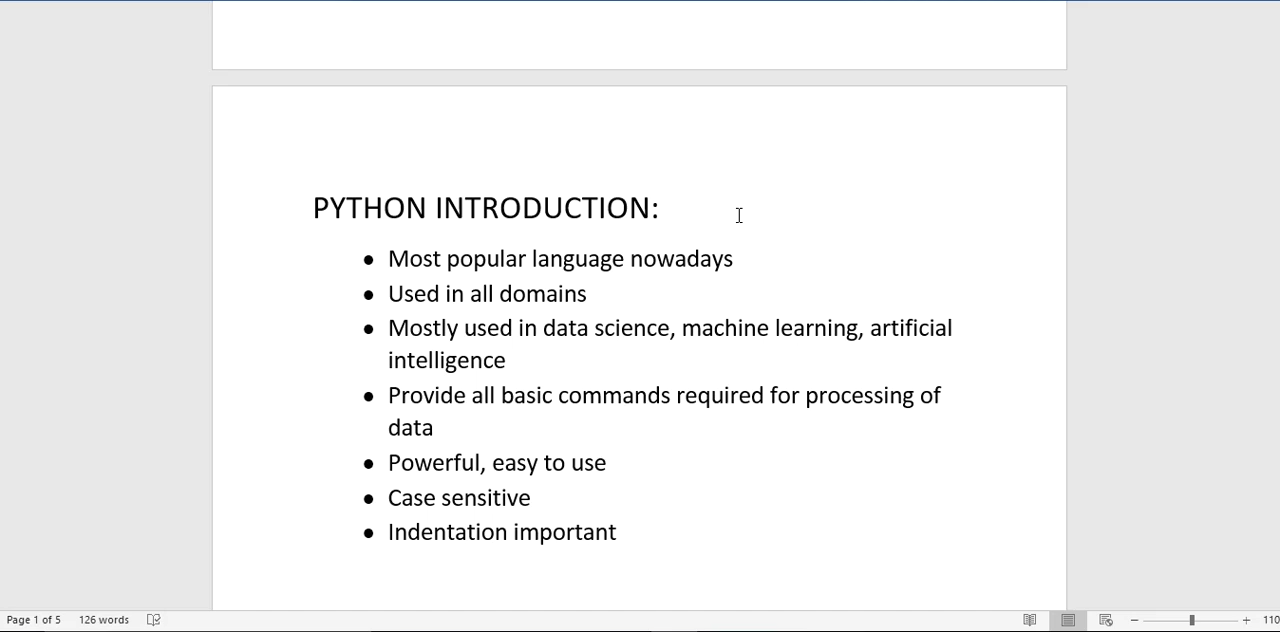 PYTHON INTRODUCTION:
● Most popular language nowadays
● Used in all domains
● Mostly used in data science, machine learning, artificial
intelligence
● Provide all basic commands required for processing of
data
● Powerful, easy to use
● Case sensitive
● Indentation important
Page 1 of 5 126 words 110